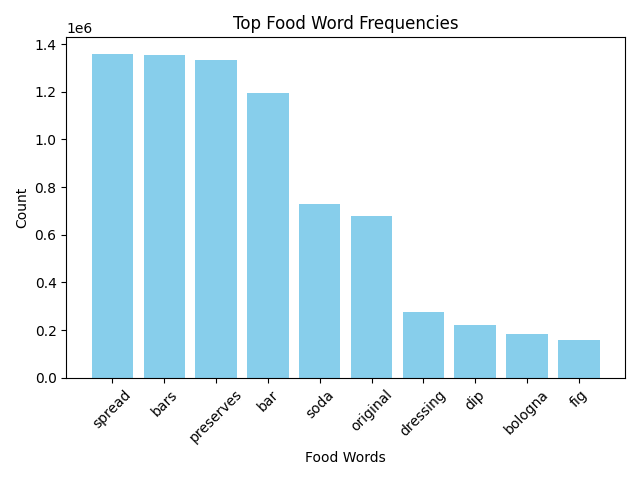 Top Food Word Frequencies
1e6
1.4
1.2
1.0
0.8
0.6
0.4
0.2
0.0
Count
spread bars preserves bar soda original dressing dip bologna fig
Food Words